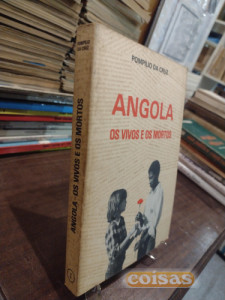 POMPÍLIO DA CRUZ
ANGOLA
OS VIVOS E OS MORTOS
ANGOLA - OS VIVOS E OS MORTOS
coisas